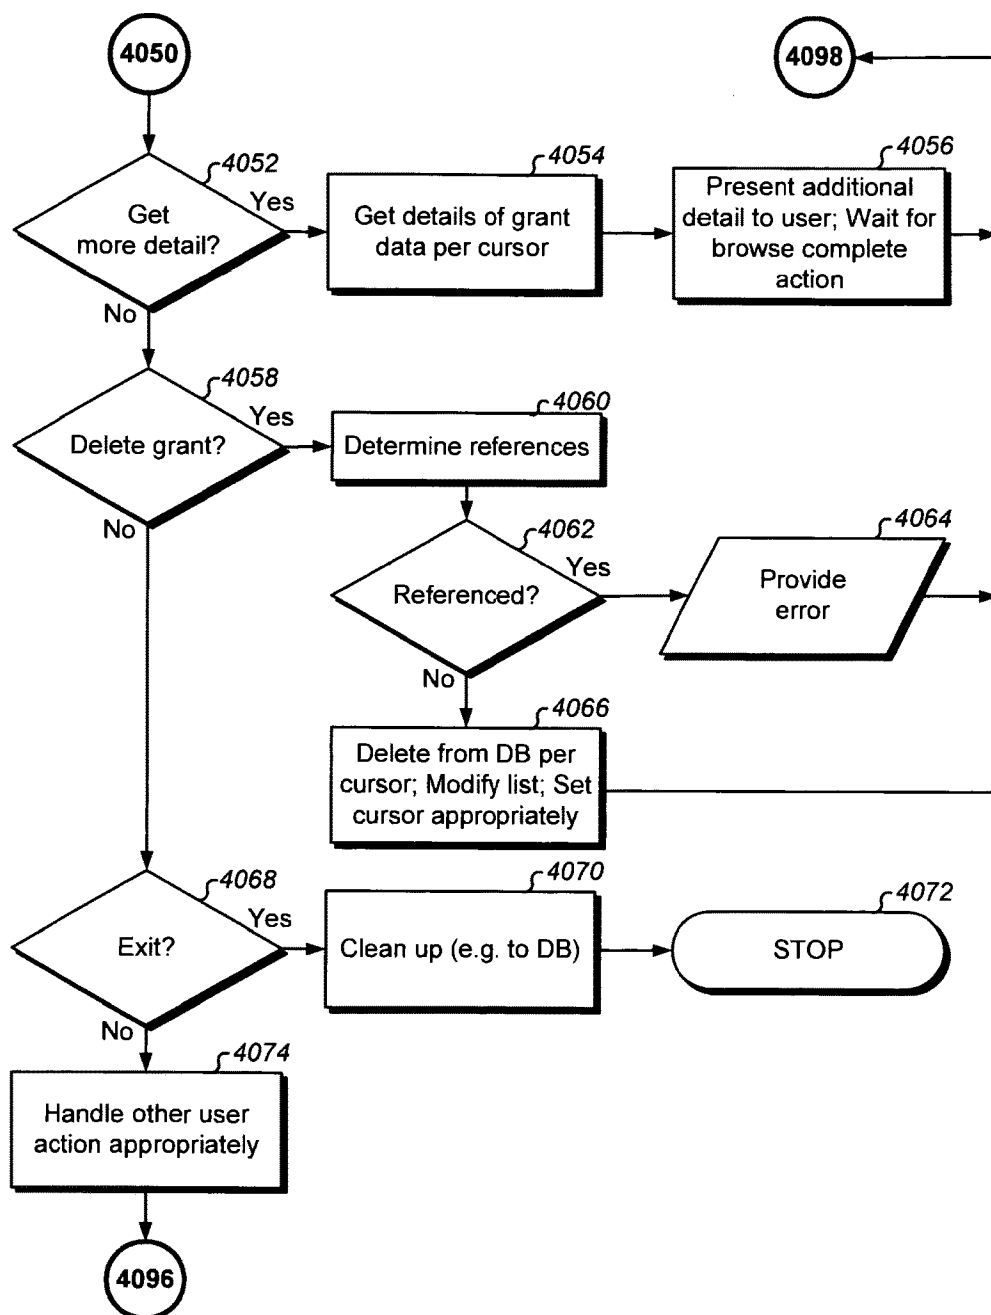 4050
4098
4052
Get
more detail?
Yes
No
4054
Get details of grant
data per cursor
4056
Present additional
detail to user; Wait for
browse complete
action
4058
Delete grant?
Yes
No
4060
Determine references
4062
Referenced?
Yes
No
4064
Provide
error
4066
Delete from DB per
cursor; Modify list; Set
cursor appropriately
4068
Exit?
Yes
No
4070
Clean up (e.g. to DB)
4072
STOP
4074
Handle other user
action appropriately
4096